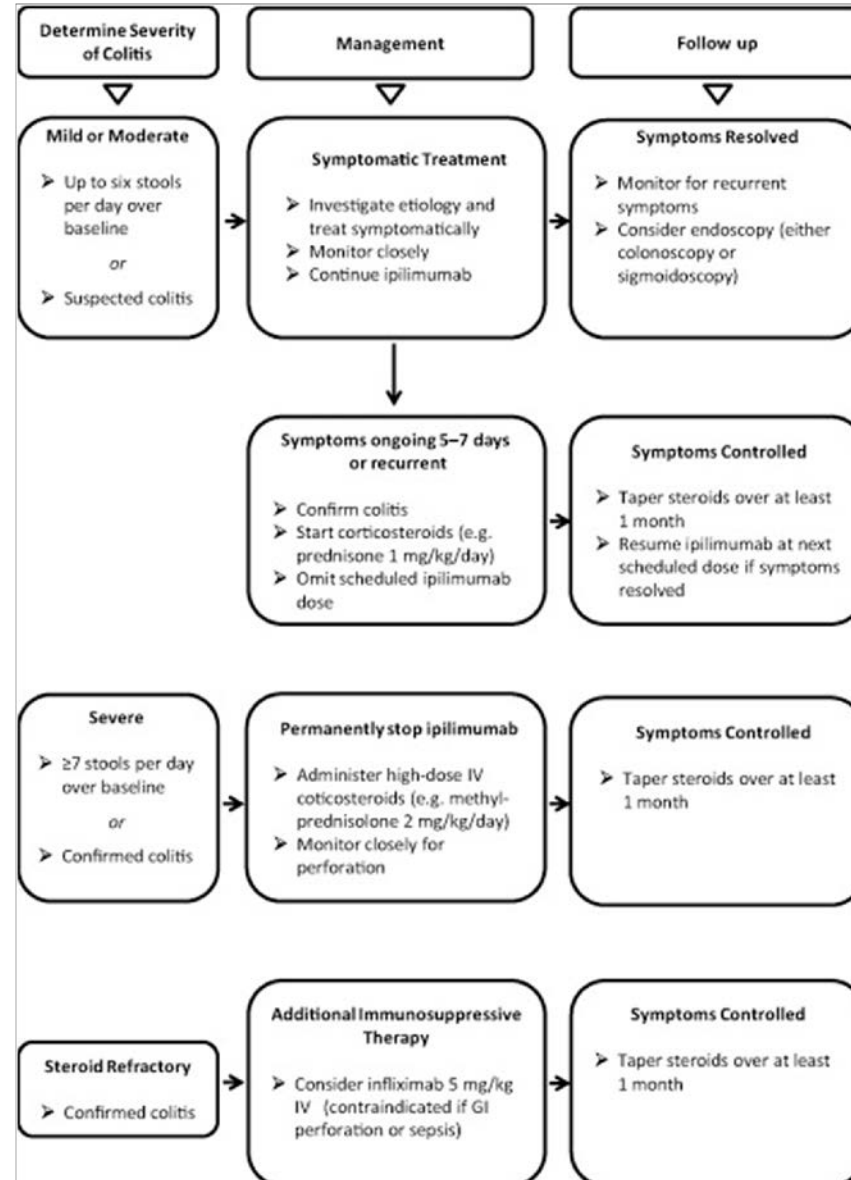 Determine Severity
of Colitis
Management
Follow up
Mild or Moderate
➤ Up to six stools
per day over
baseline
or
➤ Suspected colitis
Symptomatic Treatment
➤ Investigate etiology and
treat symptomatically
➤ Monitor closely
➤ Continue ipilimumab
Symptoms Resolved
➤ Monitor for recurrent
symptoms
➤ Consider endoscopy (either
colonoscopy or
sigmoidoscopy)
Symptoms ongoing 5–7 days
or recurrent
➤ Confirm colitis
➤ Start corticosteroids (e.g.
prednisone 1 mg/kg/day)
➤ Omit scheduled ipilimumab
dose
Symptoms Controlled
➤ Taper steroids over at least
1 month
➤ Resume ipilimumab at next
scheduled dose if symptoms
resolved
Severe
➤ ≥7 stools per day
over baseline
or
➤ Confirmed colitis
Permanently stop ipilimumab
➤ Administer high-dose IV
coticosteroids (e.g. methyl-
prednisolone 2 mg/kg/day)
➤ Monitor closely for
perforation
Symptoms Controlled
➤ Taper steroids over at least
1 month
Steroid Refractory
➤ Confirmed colitis
Additional Immunosuppressive
Therapy
➤ Consider infliximab 5 mg/kg
IV (contraindicated if GI
perforation or sepsis)
Symptoms Controlled
➤ Taper steroids over at least
1 month